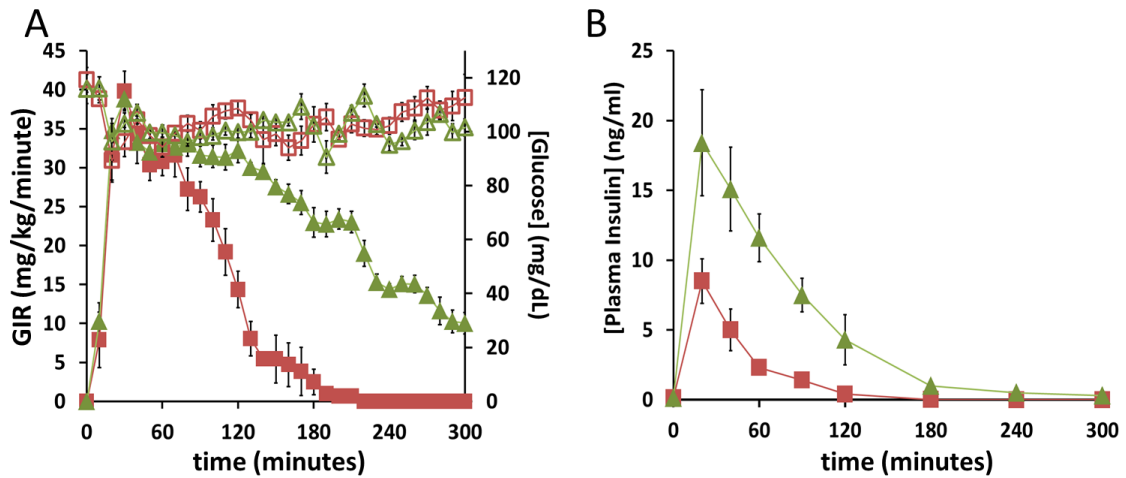 A
GIR (mg/kg/minute)
45
40
35
30
25
20
15
10
5
0
120
100
80
60
40
20
0
[Glucose] (mg/dL)
0 60 120 180 240 300
time (minutes)
B
[Plasma Insulin] (ng/ml)
25
20
15
10
5
0
0 60 120 180 240 300
time (minutes)